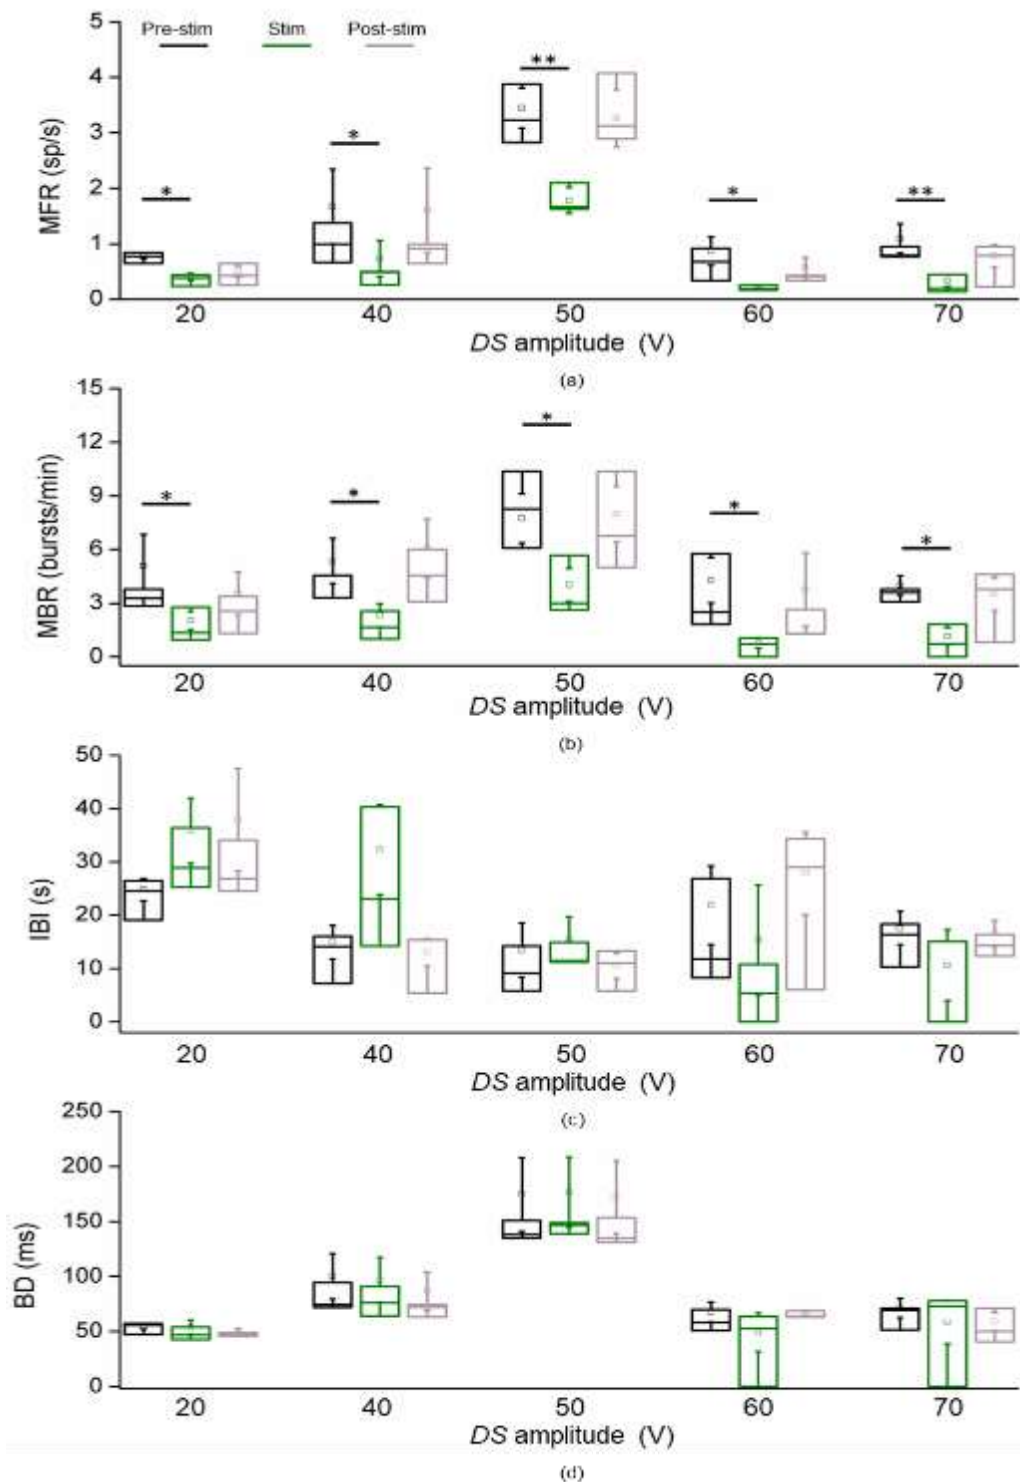 Pre-stim Stim Post-stim
MFR (sp/s)
5
4
3
2
1
0
*
*
**
*
**
20 40 50 60 70
DS amplitude (V)
(a)
MBR (bursts/min)
15
12
9
6
3
0
*
*
*
*
*
20 40 50 60 70
DS amplitude (V)
(b)
IBI (s)
50
40
30
20
10
0
20 40 50 60 70
DS amplitude (V)
(c)
BD (ms)
250
200
150
100
50
0
20 40 50 60 70
DS amplitude (V)
(d)